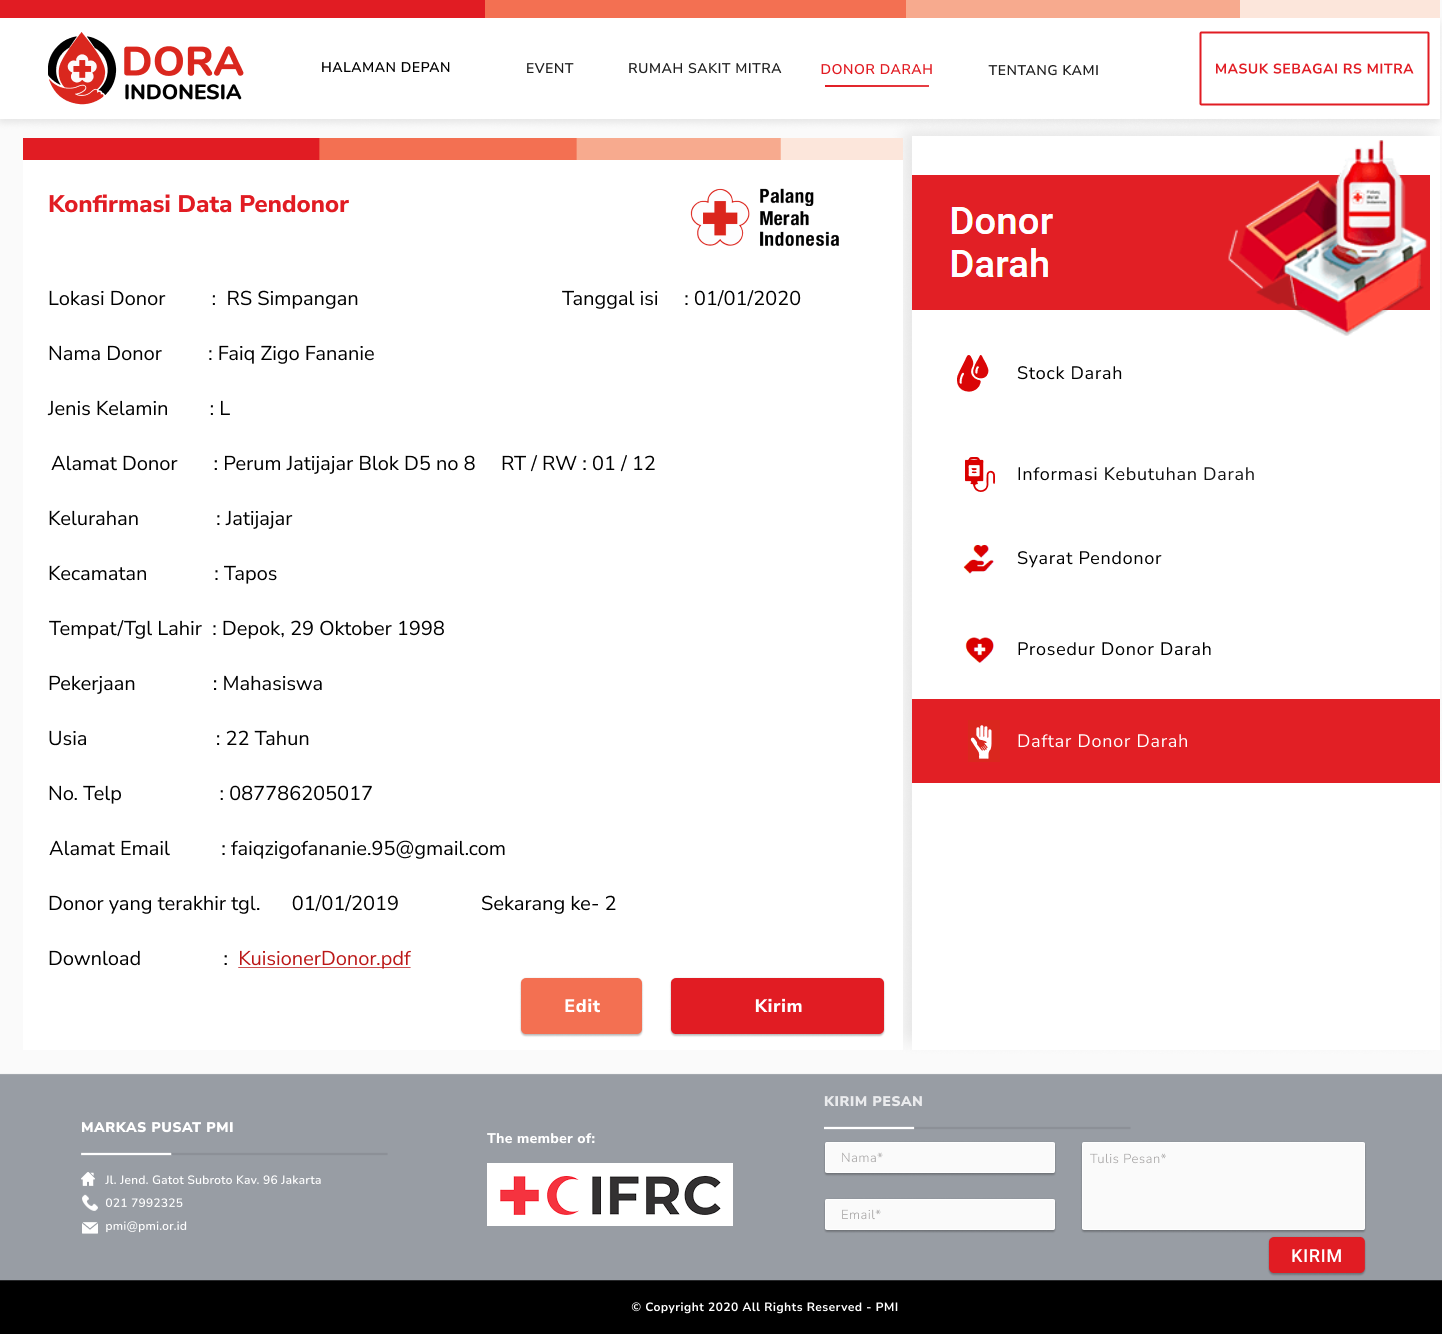 DORA
INDONESIA
HALAMAN DEPAN
EVENT
RUMAH SAKIT MITRA
DONOR DARAH
TENTANG KAMI
MASUK SEBAGAI RS MITRA
Konfirmasi Data Pendonor
Palang
Merah
Indonesia
Lokasi Donor : RS Simpangan Tanggal isi : 01/01/2020
Nama Donor : Faiq Zigo Fananie
Jenis Kelamin : L
Alamat Donor : Perum Jatijajar Blok D5 no 8 RT / RW : 01 / 12
Kelurahan : Jatijajar
Kecamatan : Tapos
Tempat/Tgl Lahir : Depok, 29 Oktober 1998
Pekerjaan : Mahasiswa
Usia : 22 Tahun
No. Telp : 087786205017
Alamat Email : faiqzigofananie.95@gmail.com
Donor yang terakhir tgl. 01/01/2019 Sekarang ke- 2
Download : KuisionerDonor.pdf
Edit
Kirim
Donor
Darah
Palang
Merah
Indonesia
Stock Darah
Informasi Kebutuhan Darah
Syarat Pendonor
Prosedur Donor Darah
Daftar Donor Darah
MARKAS PUSAT PMI
Jl. Jend. Gatot Subroto Kav. 96 Jakarta
021 7992325
pmi@pmi.or.id
The member of:
IFRC
KIRIM PESAN
Nama*
Email*
Tulis Pesan*
KIRIM
© Copyright 2020 All Rights Reserved - PMI